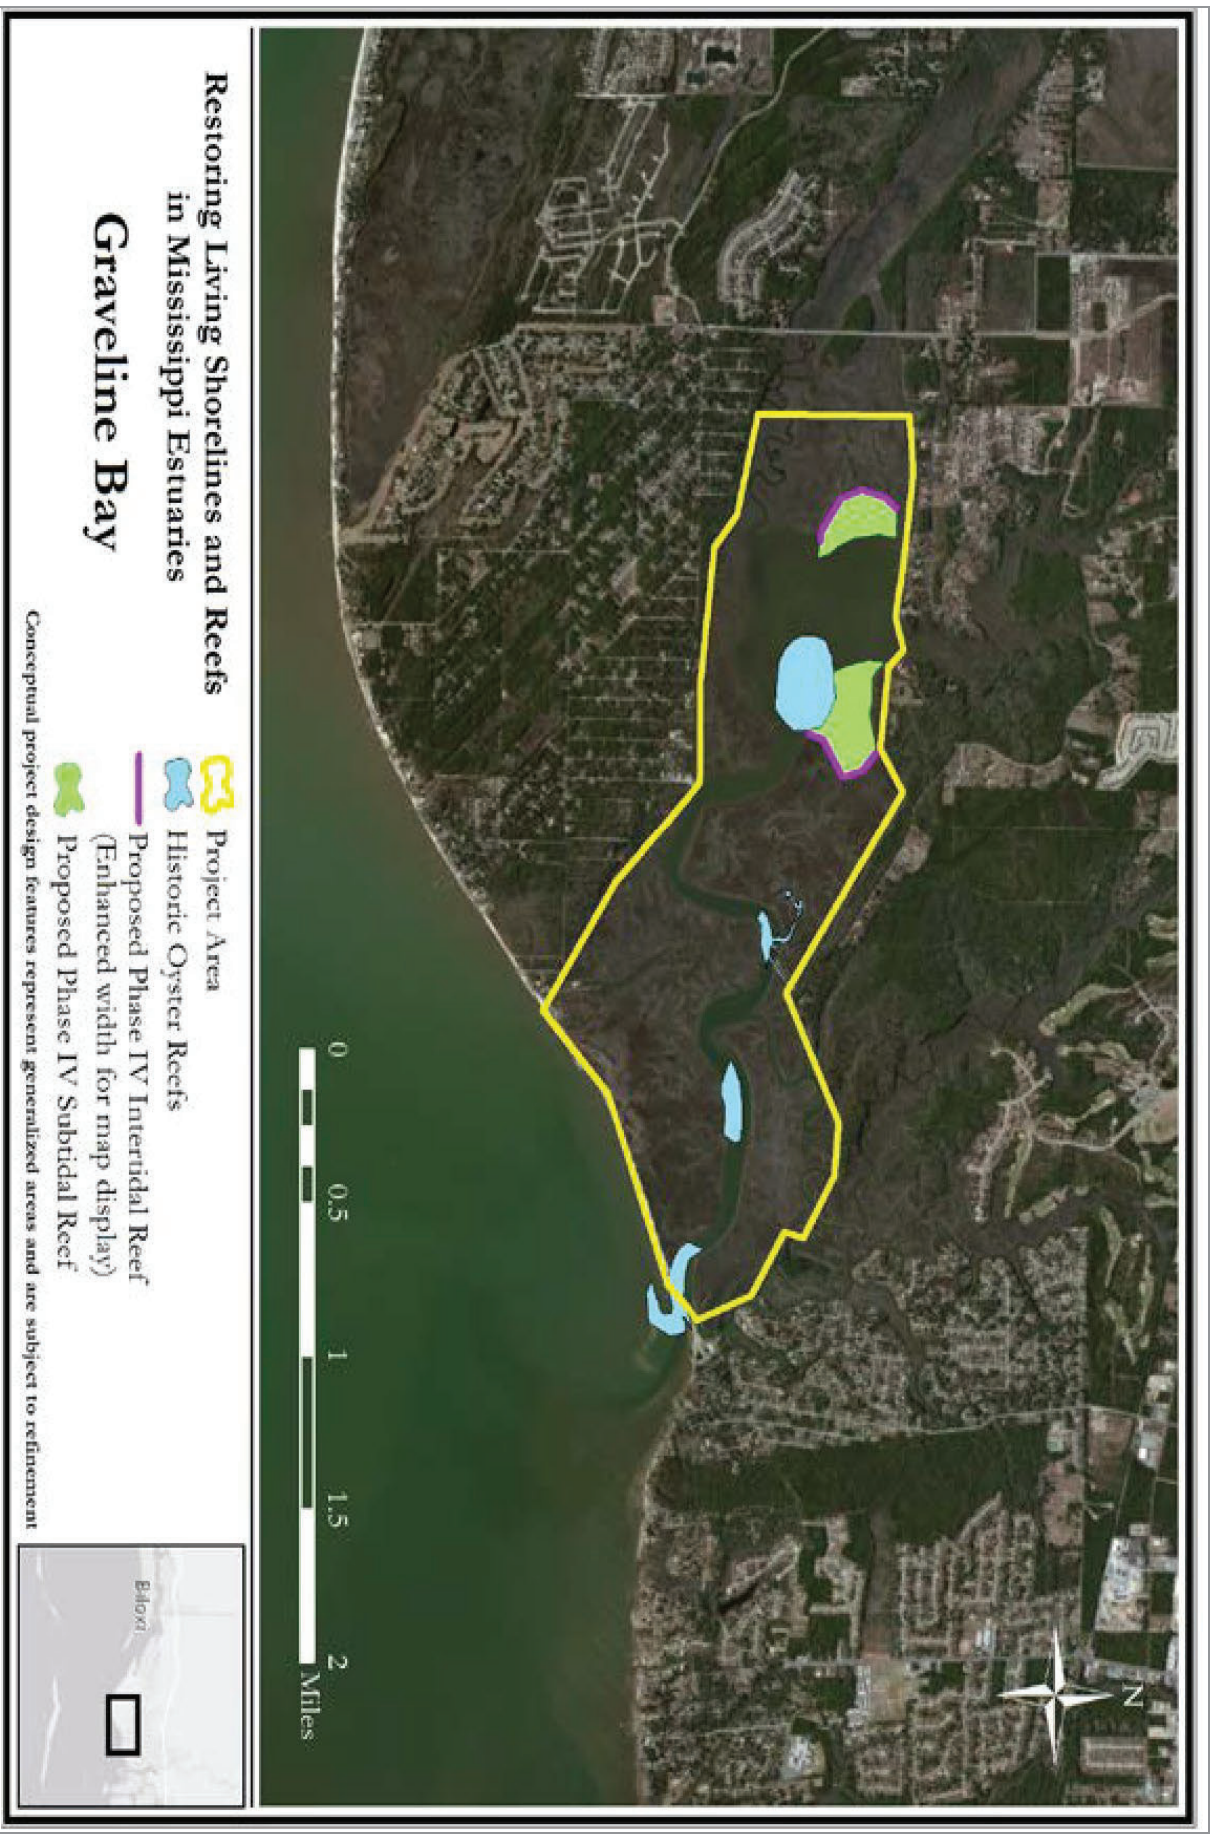 Restoring Living Shorelines and Reefs
in Mississippi Estuaries
Graveline Bay
Project Area
Historic Oyster Reefs
Proposed Phase IV Intertidal Reef
(Enhanced width for map display)
Proposed Phase IV Subtidal Reef
Conceptual project design features represent generalized areas and are subject to refinement
0 0.5 1 1.5 2
Miles
N
Biloxi